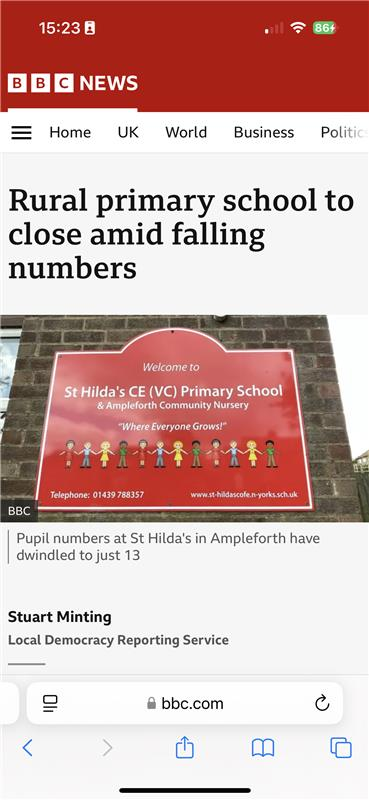 15:23
86
BBC NEWS
Home UK World Business Politic
Rural primary school to
close amid falling
numbers
Welcome to
St Hilda's CE (VC) Primary School
& Ampleforth Community Nursery
"Where Everyone Grows!"
Telephone: 01439 788357 www.st-hildascofe.n-yorks.sch.uk
BBC
Pupil numbers at St Hilda's in Ampleforth have
dwindled to just 13
Stuart Minting
Local Democracy Reporting Service
bbc.com